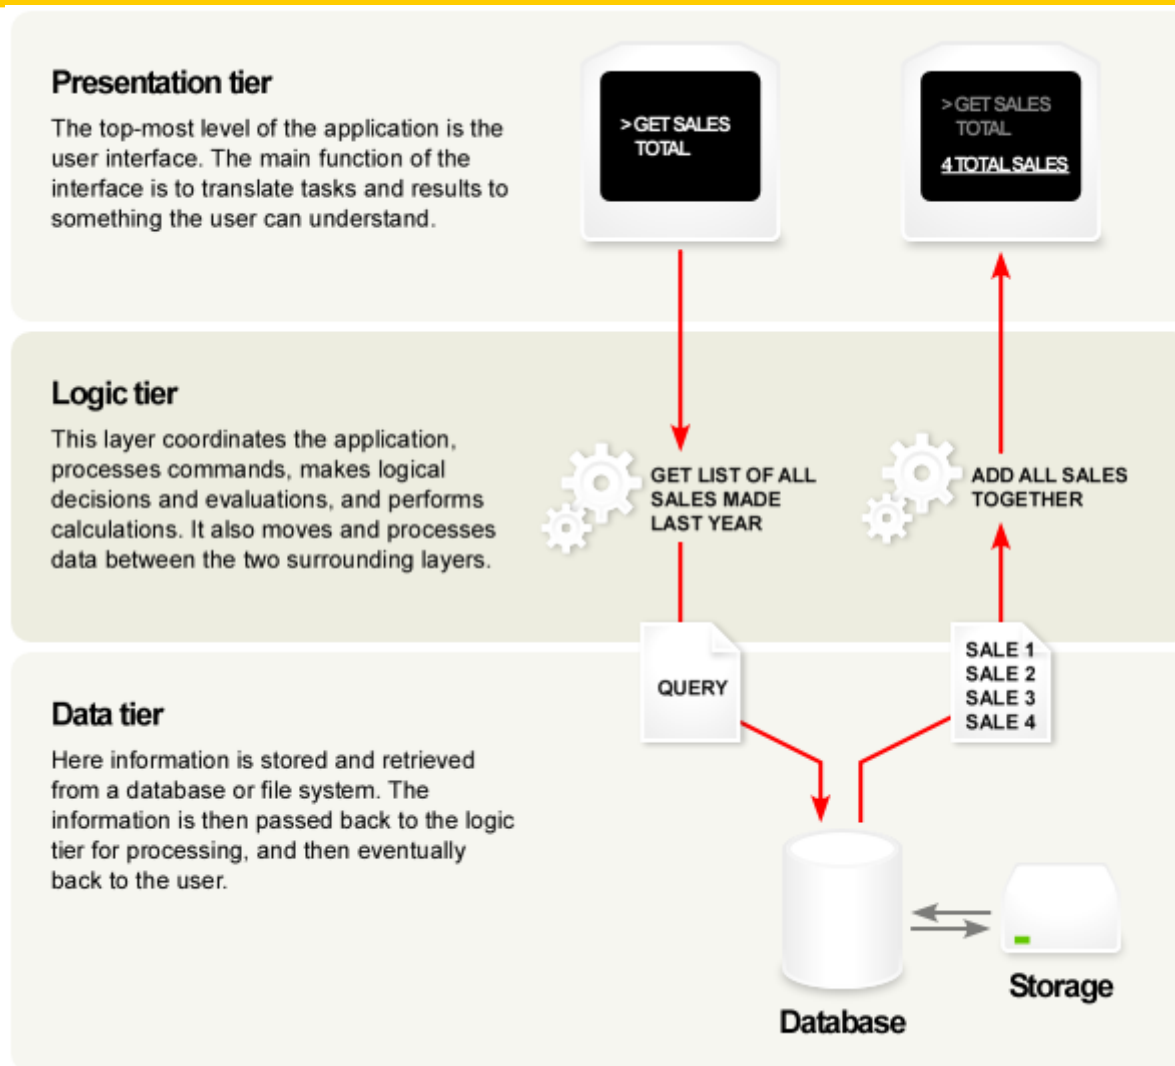 Presentation tier
The top-most level of the application is the
user interface. The main function of the
interface is to translate tasks and results to
something the user can understand.
>GET SALES
TOTAL
>GET SALES
TOTAL
4 TOTAL SALES
Logic tier
This layer coordinates the application,
processes commands, makes logical
decisions and evaluations, and performs
calculations. It also moves and processes
data between the two surrounding layers.
GET LIST OF ALL
SALES MADE
LAST YEAR
ADD ALL SALES
TOGETHER
QUERY
SALE 1
SALE 2
SALE 3
SALE 4
Data tier
Here information is stored and retrieved
from a database or file system. The
information is then passed back to the logic
tier for processing, and then eventually
back to the user.
Database
Storage